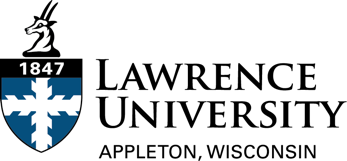 1847
LAWRENCE
UNIVERSITY
APPLETON, WISCONSIN